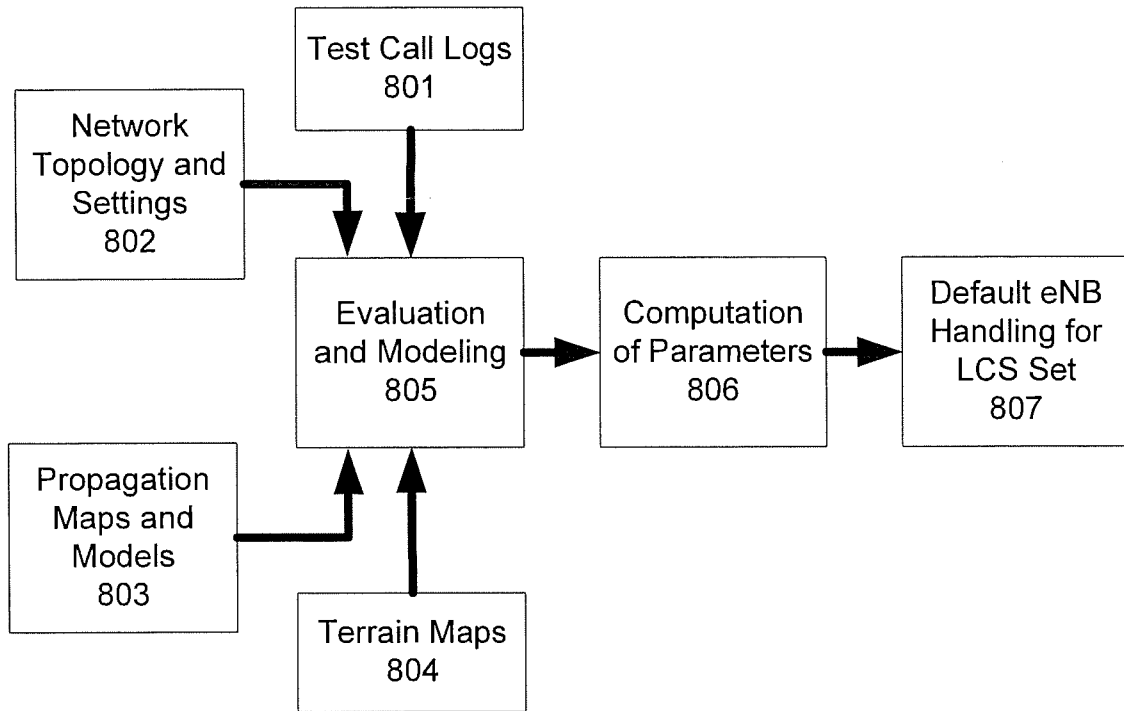 Test Call Logs
801
Network
Topology and
Settings
802
Evaluation
and Modeling
805
Computation
of Parameters
806
Default eNB
Handling for
LCS Set
807
Propagation
Maps and
Models
803
Terrain Maps
804